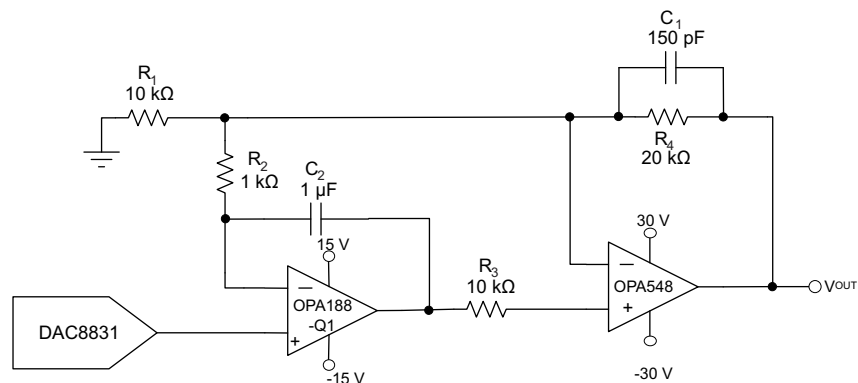 C1
150 pF
R1
10 kΩ
R4
20 kΩ
R2
1 kΩ
C2
1 µF
15 V
30 V
R3
10 kΩ
−
OPA188
-Q1
+
−
OPA548
+
VOUT
DAC8831
-15 V
-30 V